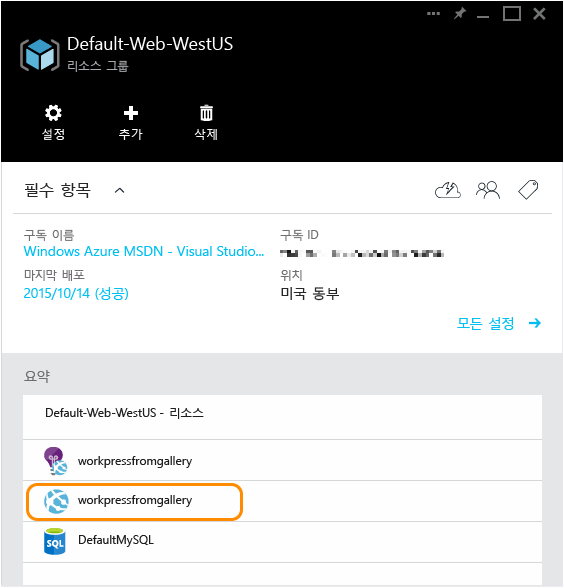 Default-Web-WestUS
리소스 그룹
설정
추가
삭제
필수 항목
구독 이름
구독 ID
Windows Azure MSDN - Visual Studio...
마지막 배포
위치
2015/10/14 (성공)
미국 동부
모든 설정
요약
Default-Web-WestUS - 리소스
workpressfromgallery
workpressfromgallery
SQL
DefaultMySQL